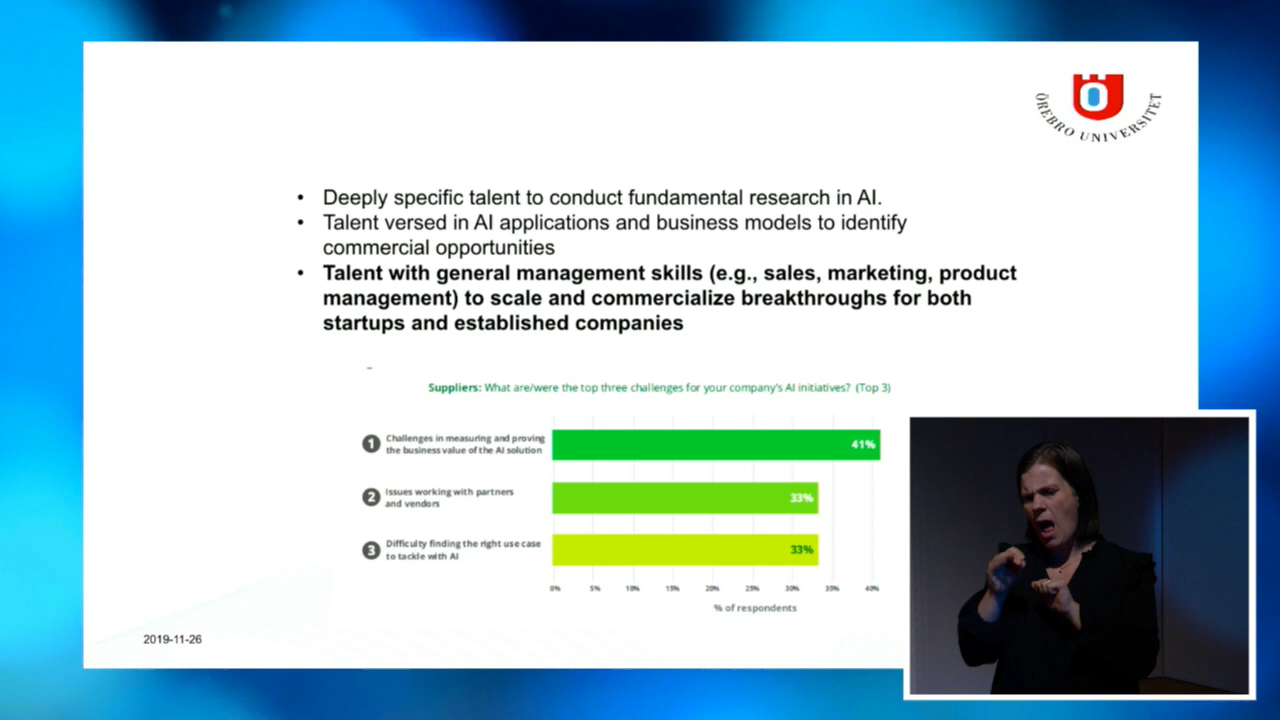 ÖREBRO UNIVERSITET
• Deeply specific talent to conduct fundamental research in AI.
• Talent versed in AI applications and business models to identify
commercial opportunities
• Talent with general management skills (e.g., sales, marketing, product
management) to scale and commercialize breakthroughs for both
startups and established companies
–
Suppliers: What are/were the top three challenges for your company's AI initiatives? (Top 3)
1 Challenges in measuring and proving
the business value of the AI solution
41%
2 Issues working with partners
and vendors
33%
3 Difficulty finding the right use case
to tackle with AI
33%
0% 5% 10% 15% 20% 25% 30% 35% 40%
% of respondents
2019-11-26